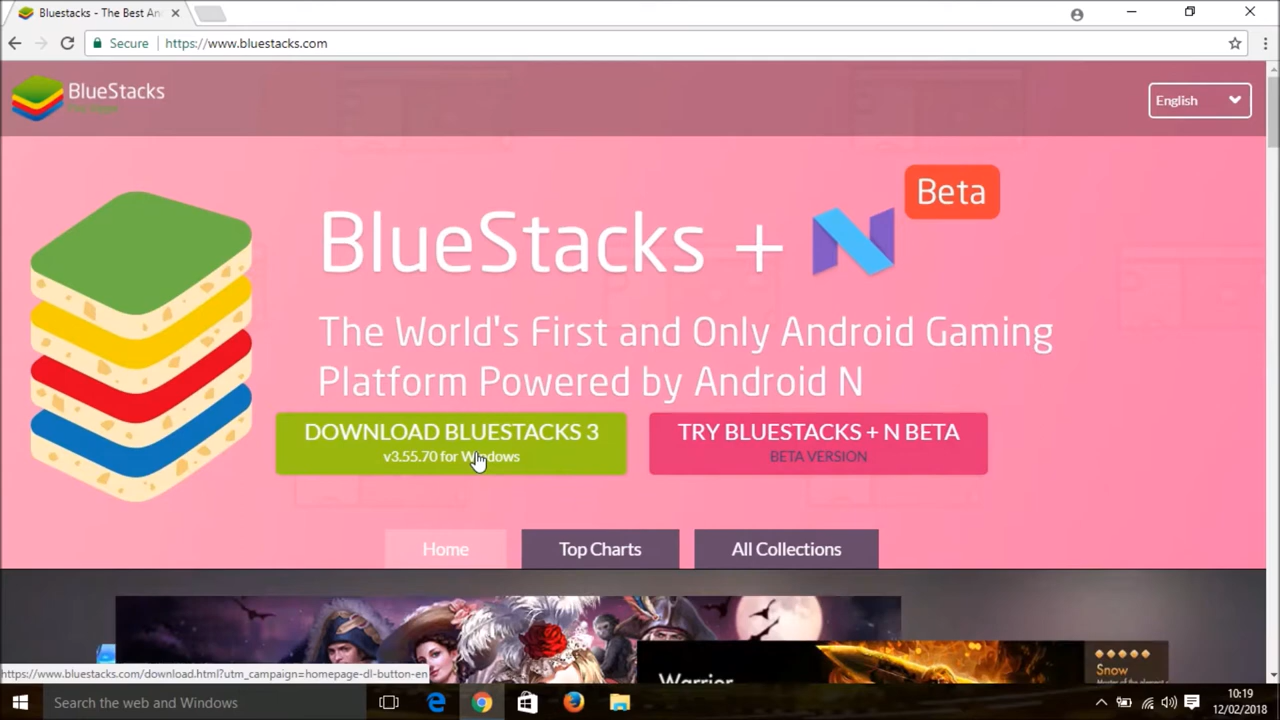 Bluestacks - The Best An
Secure
https://www.bluestacks.com
BlueStacks
English
BlueStacks +
Beta
The World's First and Only Android Gaming
Platform Powered by Android N
DOWNLOAD BLUESTACKS 3
v3.55.70 for Windows
TRY BLUESTACKS + N BETA
BETA VERSION
Home
Top Charts
All Collections
Warrior
Snow
https://www.bluestacks.com/download.html?utm_campaign=homepage-dl-button-en
Search the web and Windows
10:19
12/02/2018